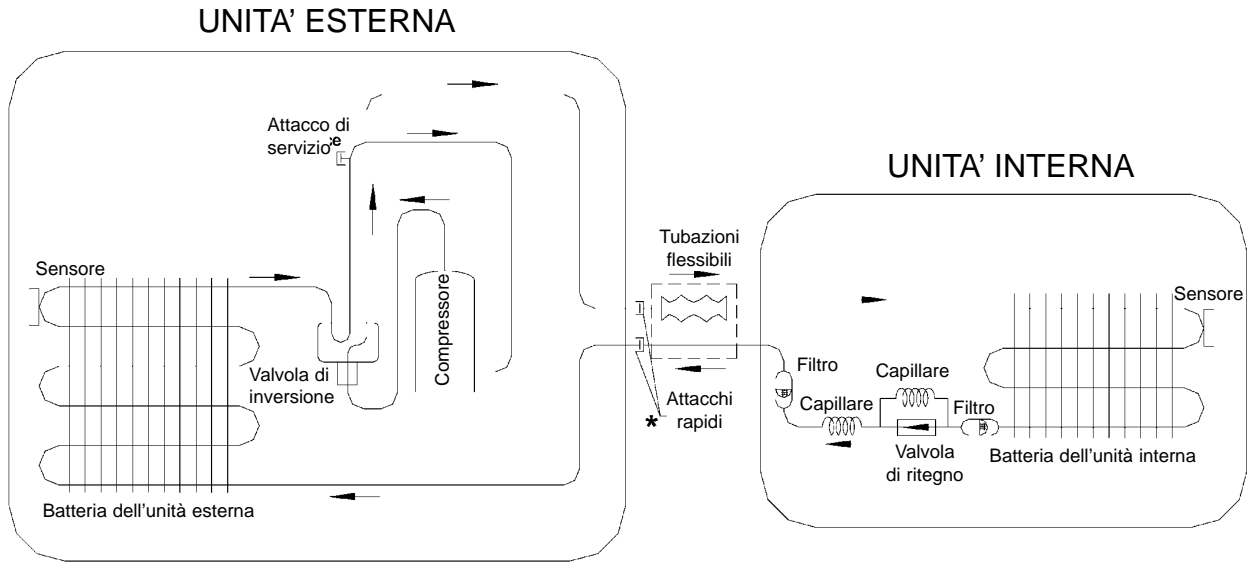 UNITA' ESTERNA
Attacco di
servizio
UNITA' INTERNA
Tubazioni
flessibili
Sensore
Sensore
Compressore
Valvola di
inversione
Filtro
Capillare
Attacchi
rapidi
*
Capillare
Filtro
Valvola
di ritegno
Batteria dell'unità interna
Batteria dell'unità esterna